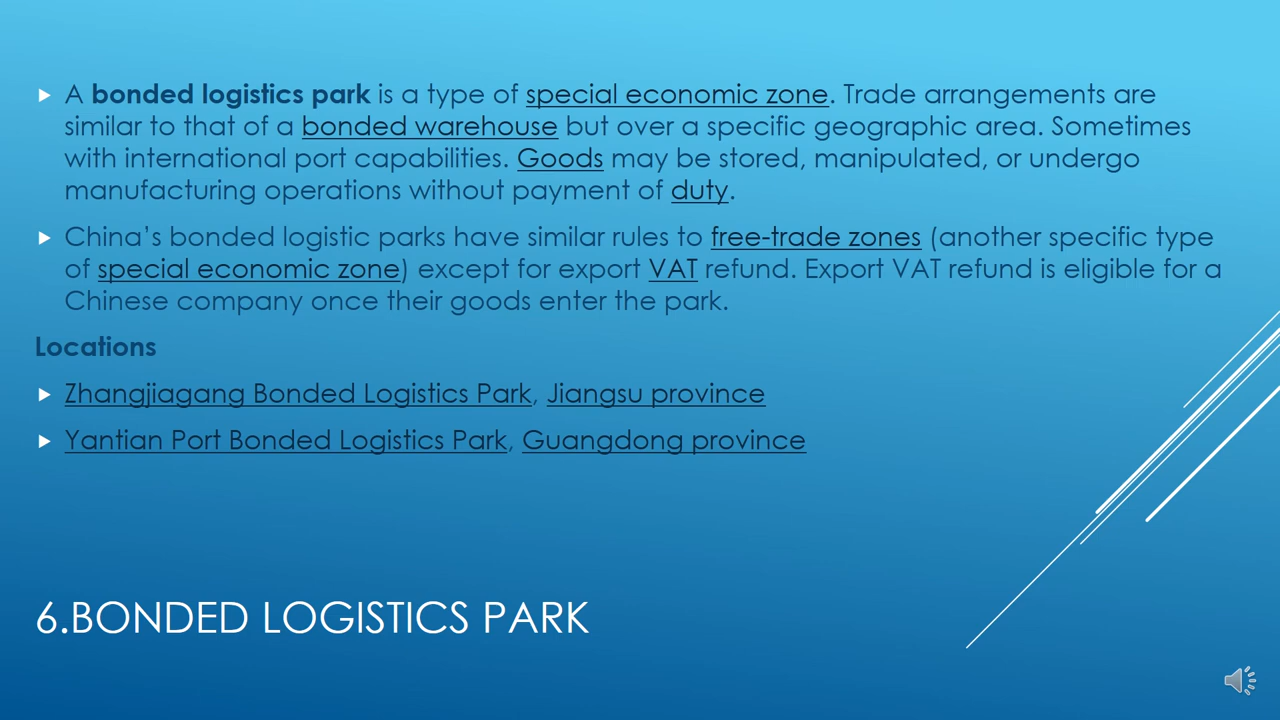 A bonded logistics park is a type of special economic zone. Trade arrangements are
similar to that of a bonded warehouse but over a specific geographic area. Sometimes
with international port capabilities. Goods may be stored, manipulated, or undergo
manufacturing operations without payment of duty.
China’s bonded logistic parks have similar rules to free-trade zones (another specific type
of special economic zone) except for export VAT refund. Export VAT refund is eligible for a
Chinese company once their goods enter the park.
Locations
Zhangjiagang Bonded Logistics Park, Jiangsu province
Yantian Port Bonded Logistics Park, Guangdong province
6.BONDED LOGISTICS PARK